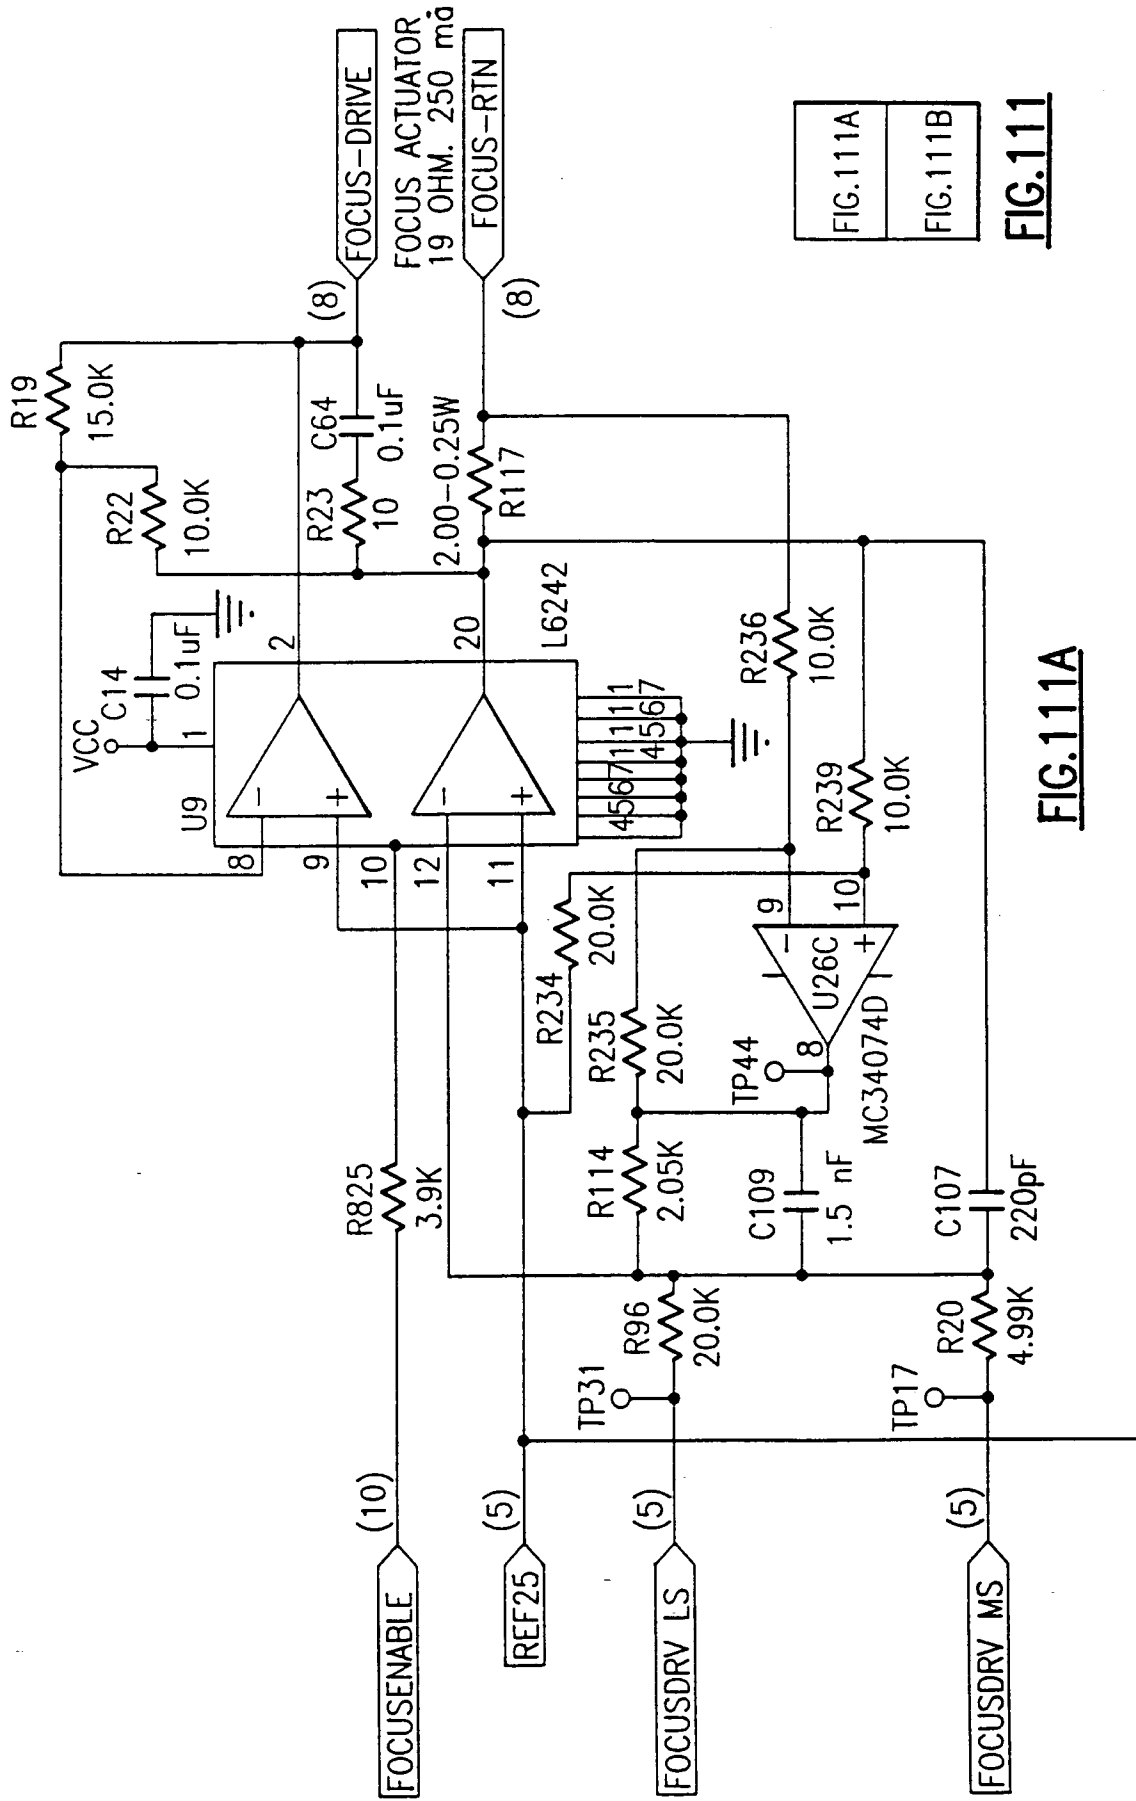 R19
15.0K
R22
10.0K
(8)
FOCUS-DRIVE
C64
0.1uF
R23
10
FOCUS ACTUATOR
19 OHM. 250 ma
FOCUS-RTN
(8)
2.00-0.25W
R117
VCC
C14
0.1uF
1
2
20
U9
L6242
-
+
-
+
8
9
10
12
11
4567
1111
4567
R236
10.0K
R239
10.0K
R234
20.0K
R235
20.0K
9
10
-
+
U26C
8
MC34074D
TP44
R825
3.9K
R114
2.05K
C109
1.5 nF
C107
220pF
R96
20.0K
R20
4.99K
TP31
TP17
(10)
FOCUSENABLE
(5)
REF25
(5)
FOCUSDRV LS
(5)
FOCUSDRV MS
FIG.111A
FIG.111B
FIG.111
FIG.111A